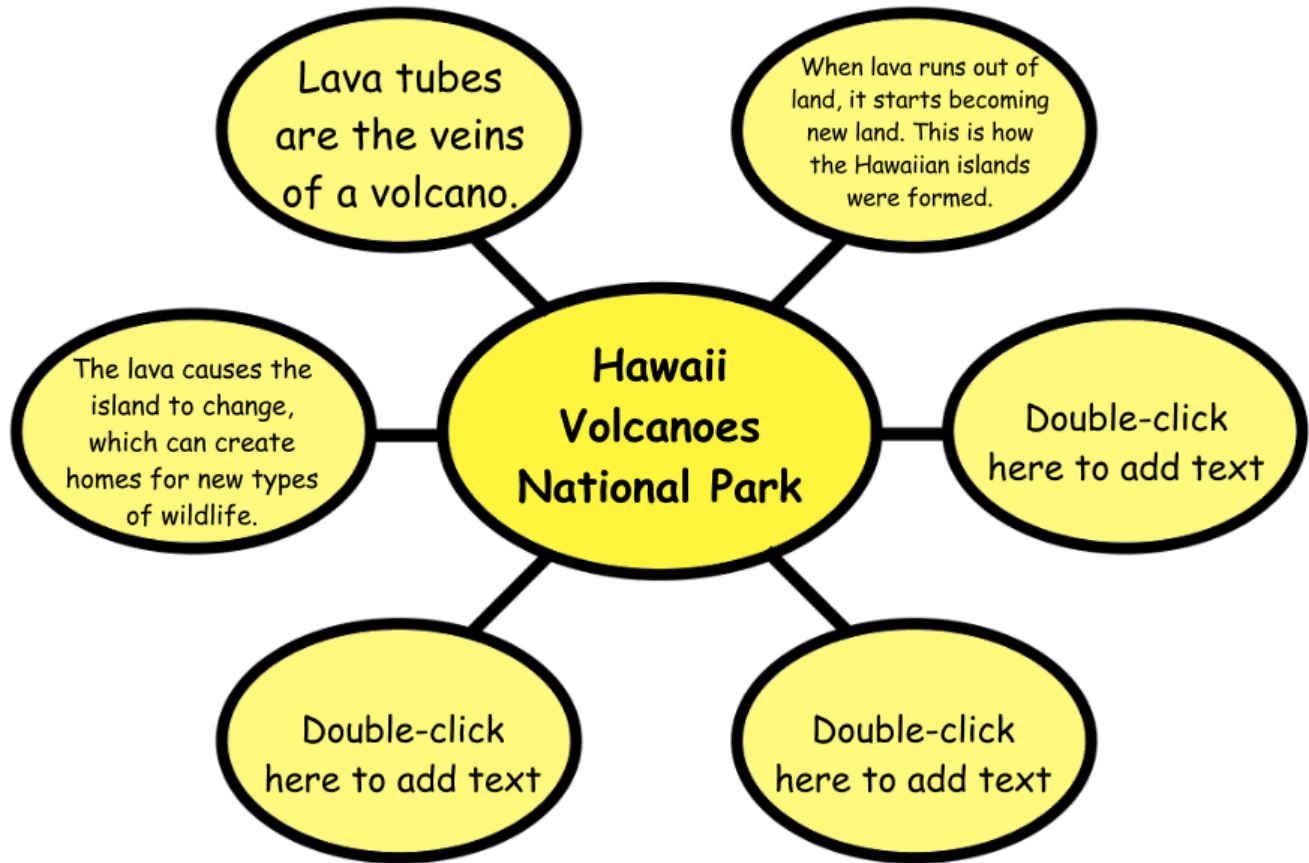 Lava tubes
are the veins
of a volcano.
When lava runs out of
land, it starts becoming
new land. This is how
the Hawaiian islands
were formed.
The lava causes the
island to change,
which can create
homes for new types
of wildlife.
Hawaii
Volcanoes
National Park
Double-click
here to add text
Double-click
here to add text
Double-click
here to add text